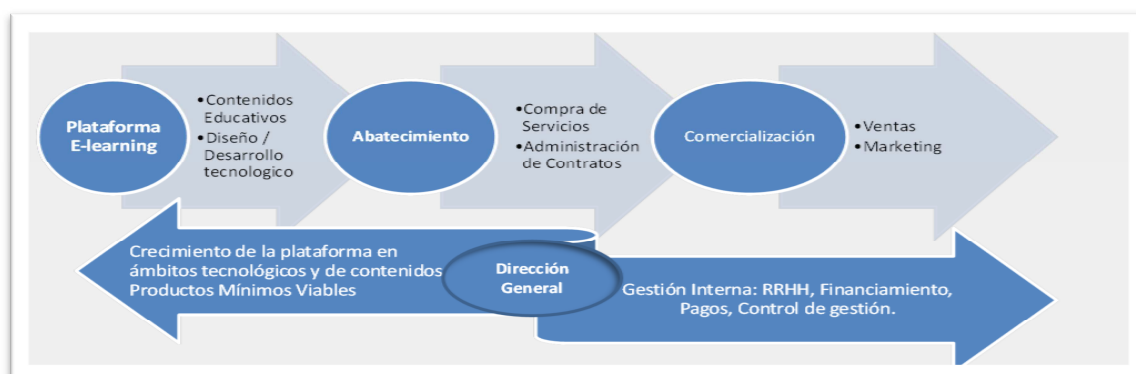 Plataforma
E-learning
•Contenidos
Educativos
•Diseño /
Desarrollo
tecnologico
Abatecimiento
•Compra de
Servicios
•Administración
de Contratos
Comercialización
•Ventas
•Marketing
Crecimiento de la plataforma en
ámbitos tecnológicos y de contenidos
Productos Mínimos Viables
Dirección
General
Gestión Interna: RRHH, Financiamiento,
Pagos, Control de gestión.